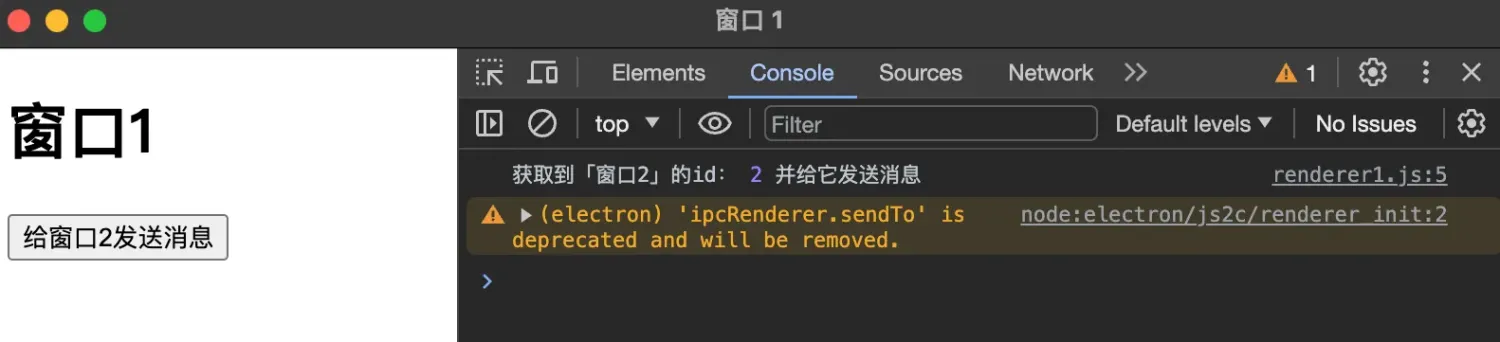 窗口 1
窗口1
给窗口2发送消息
Elements Console Sources Network 1
top Filter Default levels No Issues
获取到「窗口2」的id： 2 并给它发送消息 renderer1.js:5
(electron) 'ipcRenderer.sendTo' is node:electron/js2c/renderer_init:2
deprecated and will be removed.